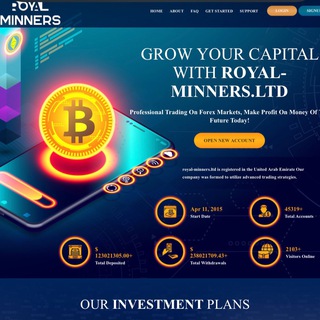 ROYAL
MINNERS
HOME
ABOUT
FAQ
GET STARTED
SUPPORT
LOGIN
SIGNU
GROW YOUR CAPITAL
WITH ROYAL-
MINNERS.LTD
Professional Trading On Forex Markets, Make Profit On Money Of T
Future Today!
OPEN NEW ACCOUNT
royal-minners.ltd is registered in the United Arab Emirate Our
company was formed to utilize advanced trading strategies.
Apr 11, 2015
Start Date
45319+
Total Accounts
$
123021305.00+
Total Deposited
$
238021709.43+
Total Withdrawals
2103+
Visitors Online
OUR INVESTMENT PLANS